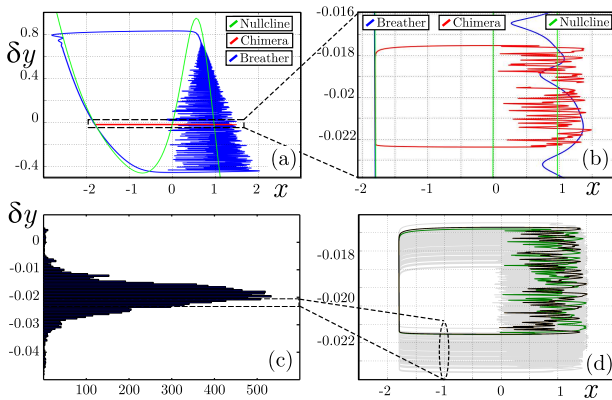 δy
0.8
0.4
0
-0.4
-2
-1
0
1
2
x
Nullcline
Chimera
Breather
(a)
-0.016
-0.018
-0.02
-0.022
-1
0
1
x
Breather
Chimera
Nullcline
(b)
δy
0
-0.01
-0.02
-0.03
-0.04
100
200
300
400
500
(c)
-0.018
-0.020
-0.022
-1
0
1
x
(d)